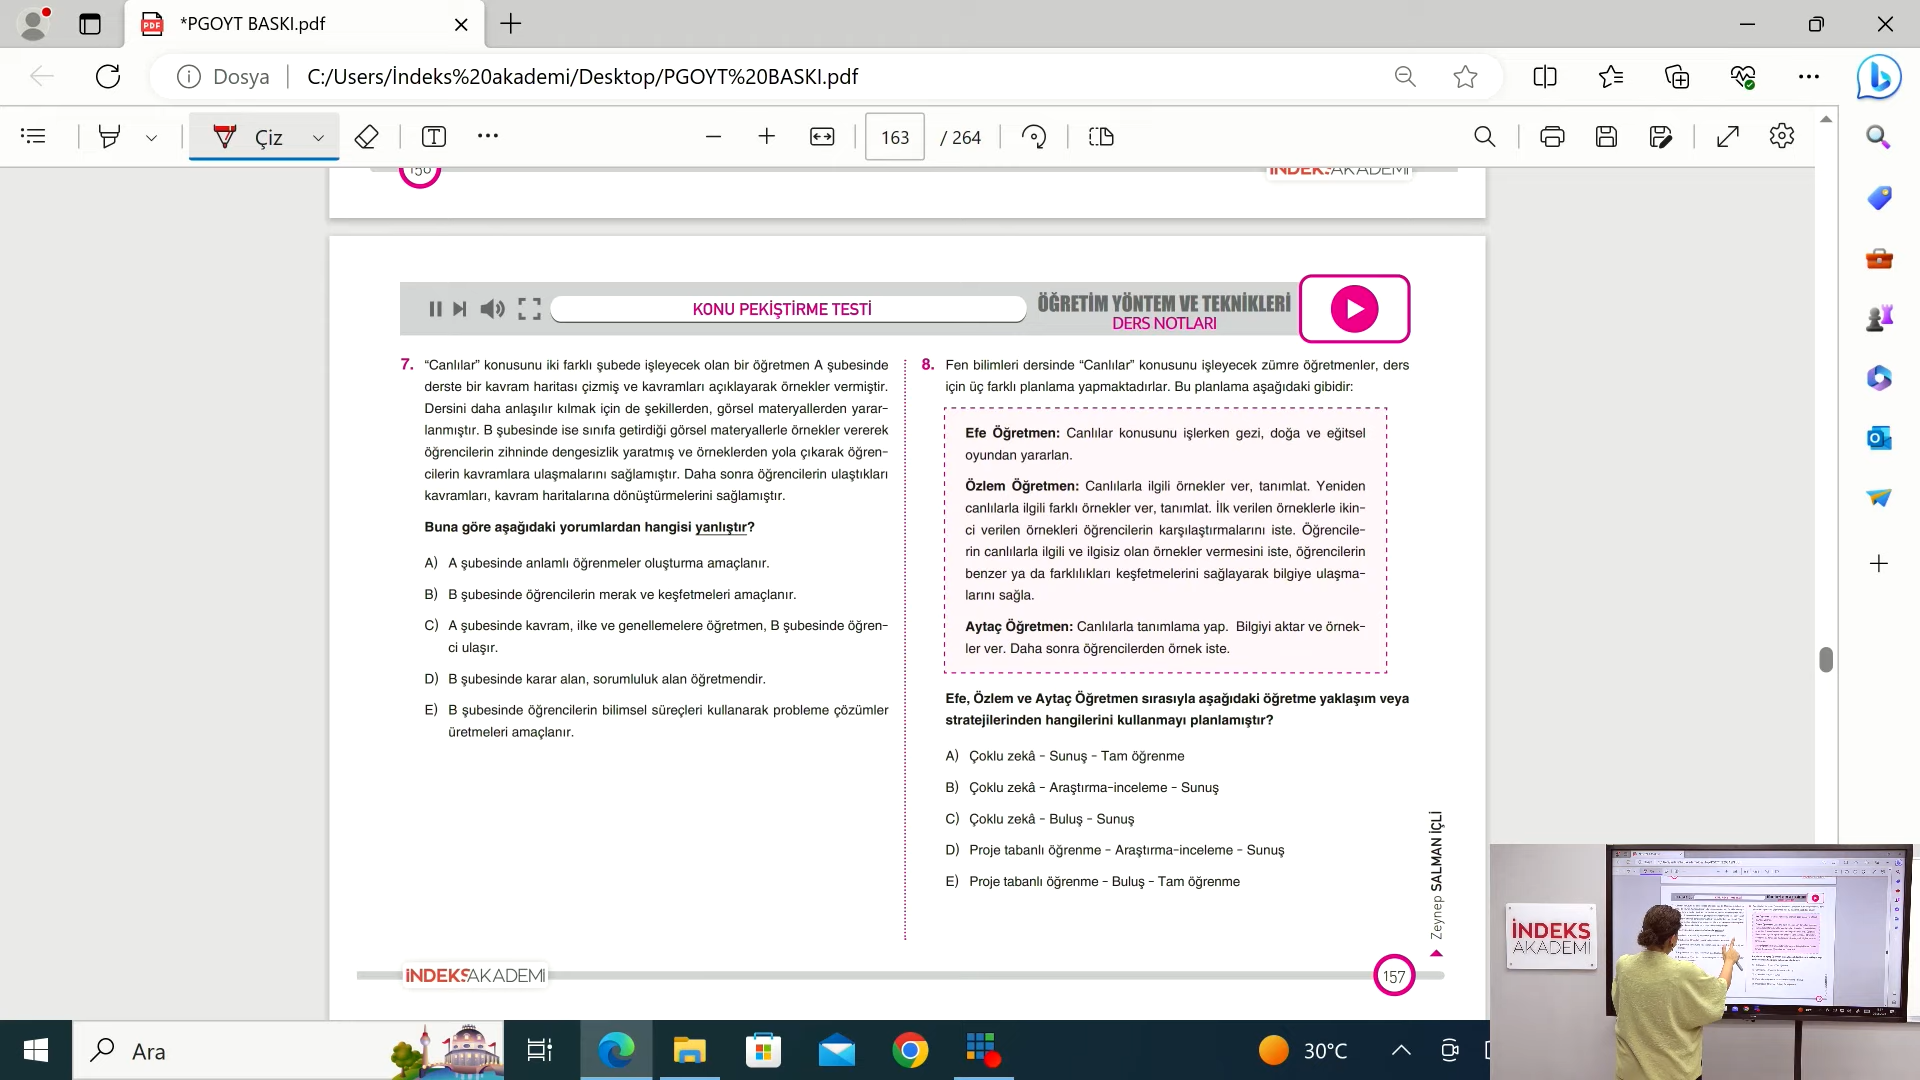 *PGOYT BASKI.pdf
Dosya
C:/Users/İndeks%20akademi/Desktop/PGOYT%20BASKI.pdf
Çiz
163 / 264
156
İNDEKSAKADEMİ
KONU PEKİŞTİRME TESTİ
ÖĞRETİM YÖNTEM VE TEKNİKLERİ
DERS NOTLARI
7. “Canlılar” konusunu iki farklı şubede işleyecek olan bir öğretmen A şubesinde
derste bir kavram haritası çizmiş ve kavramları açıklayarak örnekler vermiştir.
Dersini daha anlaşılır kılmak için de şekillerden, görsel materyallerden yarar-
lanmıştır. B şubesinde ise sınıfa getirdiği görsel materyallerle örnekler vererek
öğrencilerin zihninde dengesizlik yaratmış ve örneklerden yola çıkarak öğren-
cilerin kavramlara ulaşmalarını sağlamıştır. Daha sonra öğrencilerin ulaştıkları
kavramları, kavram haritalarına dönüştürmelerini sağlamıştır.
Buna göre aşağıdaki yorumlardan hangisi yanlıştır?
A) A şubesinde anlamlı öğrenmeler oluşturma amaçlanır.
B) B şubesinde öğrencilerin merak ve keşfetmeleri amaçlanır.
C) A şubesinde kavram, ilke ve genellemelere öğretmen, B şubesinde öğren-
ci ulaşır.
D) B şubesinde karar alan, sorumluluk alan öğretmendir.
E) B şubesinde öğrencilerin bilimsel süreçleri kullanarak probleme çözümler
üretmeleri amaçlanır.
8. Fen bilimleri dersinde “Canlılar” konusunu işleyecek zümre öğretmenler, ders
için üç farklı planlama yapmaktadırlar. Bu planlama aşağıdaki gibidir:
Efe Öğretmen: Canlılar konusunu işlerken gezi, doğa ve eğitsel
oyundan yararlan.
Özlem Öğretmen: Canlılarla ilgili örnekler ver, tanımlat. Yeniden
canlılarla ilgili farklı örnekler ver, tanımlat. İlk verilen örneklerle ikin-
ci verilen örnekleri öğrencilerin karşılaştırmalarını iste. Öğrencile-
rin canlılarla ilgili ve ilgisiz olan örnekler vermesini iste, öğrencilerin
benzer ya da farklılıkları keşfetmelerini sağlayarak bilgiye ulaşma-
larını sağla.
Aytaç Öğretmen: Canlılarla tanımlama yap. Bilgiyi aktar ve örnek-
ler ver. Daha sonra öğrencilerden örnek iste.
Efe, Özlem ve Aytaç Öğretmen sırasıyla aşağıdaki öğretme yaklaşım veya
stratejilerinden hangilerini kullanmayı planlamıştır?
A) Çoklu zekâ - Sunuş - Tam öğrenme
B) Çoklu zekâ - Araştırma-inceleme - Sunuş
C) Çoklu zekâ - Buluş - Sunuş
D) Proje tabanlı öğrenme - Araştırma-inceleme - Sunuş
E) Proje tabanlı öğrenme - Buluş - Tam öğrenme
Zeynep SALMAN İÇLİ
İNDEKSAKADEMİ
157
İNDEKS
AKADEMİ
Ara
30°C